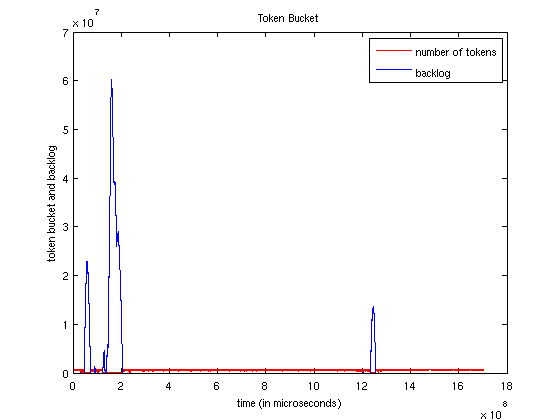 Token Bucket
x 10 7
number of tokens
backlog
token bucket and backlog
7
6
5
4
3
2
1
0
0 2 4 6 8 10 12 14 16 18
time (in microseconds)
x 10 8